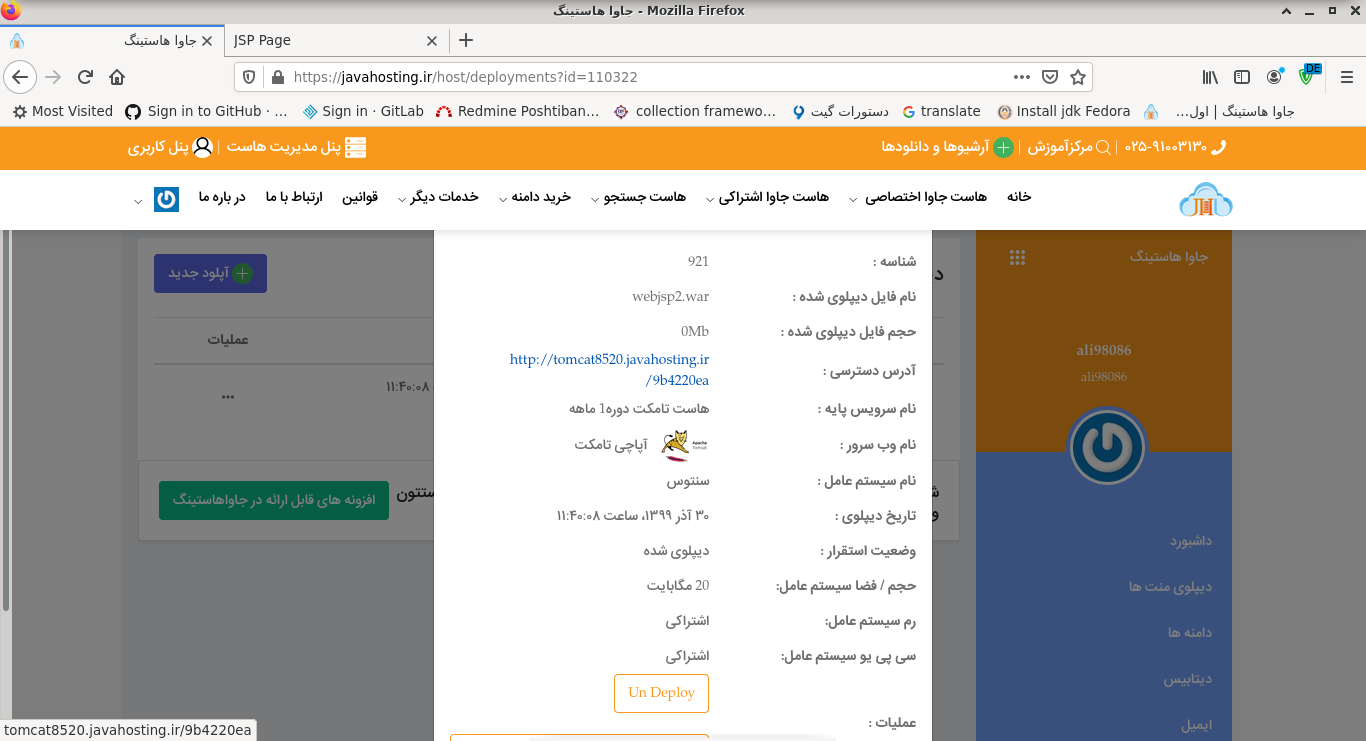 جاوا هاستینگ - Mozilla Firefox
جاوا هاستینگ
JSP Page
https://javahosting.ir/host/deployments?id=110322
DE
Most Visited
Sign in to GitHub · …
Sign in · GitLab
Redmine Poshtiban…
collection framewo…
دستورات گیت
translate
Install jdk Fedora
جاوا هاستینگ | اول…
۰۲۵-۹۱۰۰۳۱۳۰ | مرکزآموزش | آرشیوها و دانلودها
پنل مدیریت هاست | پنل کاربری
خانه
هاست جاوا اختصاصی
هاست جاوا اشتراکی
هاست جستجو
خرید دامنه
خدمات دیگر
قوانین
ارتباط با ما
در باره ما
جاوا هاستینگ
ali98086
ali98086
داشبورد
دیپلوی منت ها
دامنه ها
دیتابیس
ایمیل
آپلود جدید
عملیات
۱۱:۴۰:۰۸
...
افزونه های قابل ارائه در جاواهاستینگ
شناسه : 921
نام فایل دیپلوی شده : webjsp2.war
حجم فایل دیپلوی شده : 0Mb
آدرس دسترسی : http://tomcat8520.javahosting.ir
/9b4220ea
نام سرویس پایه : هاست تامکت دوره1 ماهه
نام وب سرور : Apache Tomcat آپاچی تامکت
نام سیستم عامل : سنتوس
تاریخ دیپلوی : ۳۰ آذر ۱۳۹۹، ساعت ۱۱:۴۰:۰۸
وضعیت استقرار : دیپلوی شده
حجم / فضا سیستم عامل: 20 مگابایت
رم سیستم عامل: اشتراکی
سی پی یو سیستم عامل: اشتراکی
Un Deploy
عملیات :
tomcat8520.javahosting.ir/9b4220ea